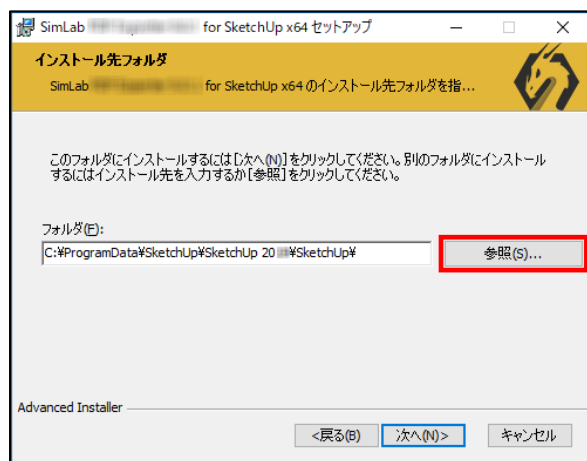 SimLab for SketchUp x64 セットアップ
インストール先フォルダ
SimLab for SketchUp x64 のインストール先フォルダを指...
このフォルダにインストールするには[次へ(N)]をクリックしてください。別のフォルダにインストール
するにはインストール先を入力するか[参照]をクリックしてください。
フォルダ(F):
C:¥ProgramData¥SketchUp¥SketchUp 20 ¥SketchUp¥
参照(S)...
Advanced Installer
<戻る(B)
次へ(N)>
キャンセル